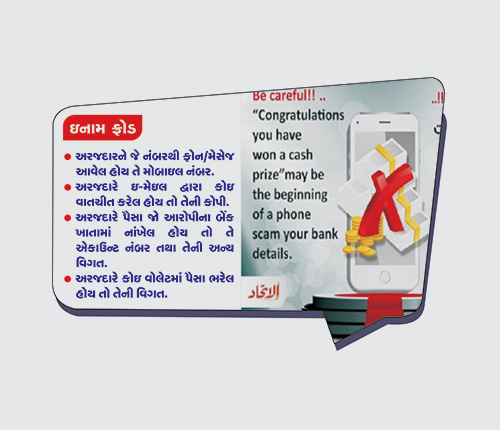 ઇનામ ફ્રોડ
• અરજદારને જે નંબરથી ફોન/મેસેજ
આવેલ હોય તે મોબાઇલ નંબર.
• અરજદારે ઇ-મેઇલ દ્વારા કોઇ
વાતચીત કરેલ હોય તો તેની કોપી.
• અરજદારે પૈસા જો આરોપીના બેંક
ખાતામાં નાંખેલ હોય તો તે
એકાઉન્ટ નંબર તથા તેની અન્ય
વિગત.
• અરજદારે કોઇ વોલેટમાં પૈસા ભરેલ
હોય તો તેની વિગત.
Be careful!! ..
“Congratulations
you have
won a cash
prize”may be
the beginning
of a phone
scam your bank
details.
الاتحاد
..!!